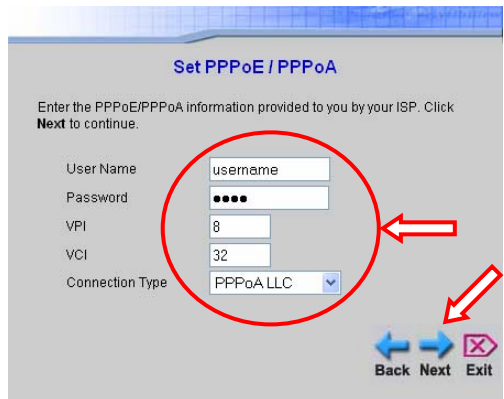 Set PPPoE / PPPoA
Enter the PPPoE/PPPoA information provided to you by your ISP. Click
Next to continue.
User Name username
Password ●●●●
VPI 8
VCI 32
Connection Type PPPoA LLC
Back Next Exit